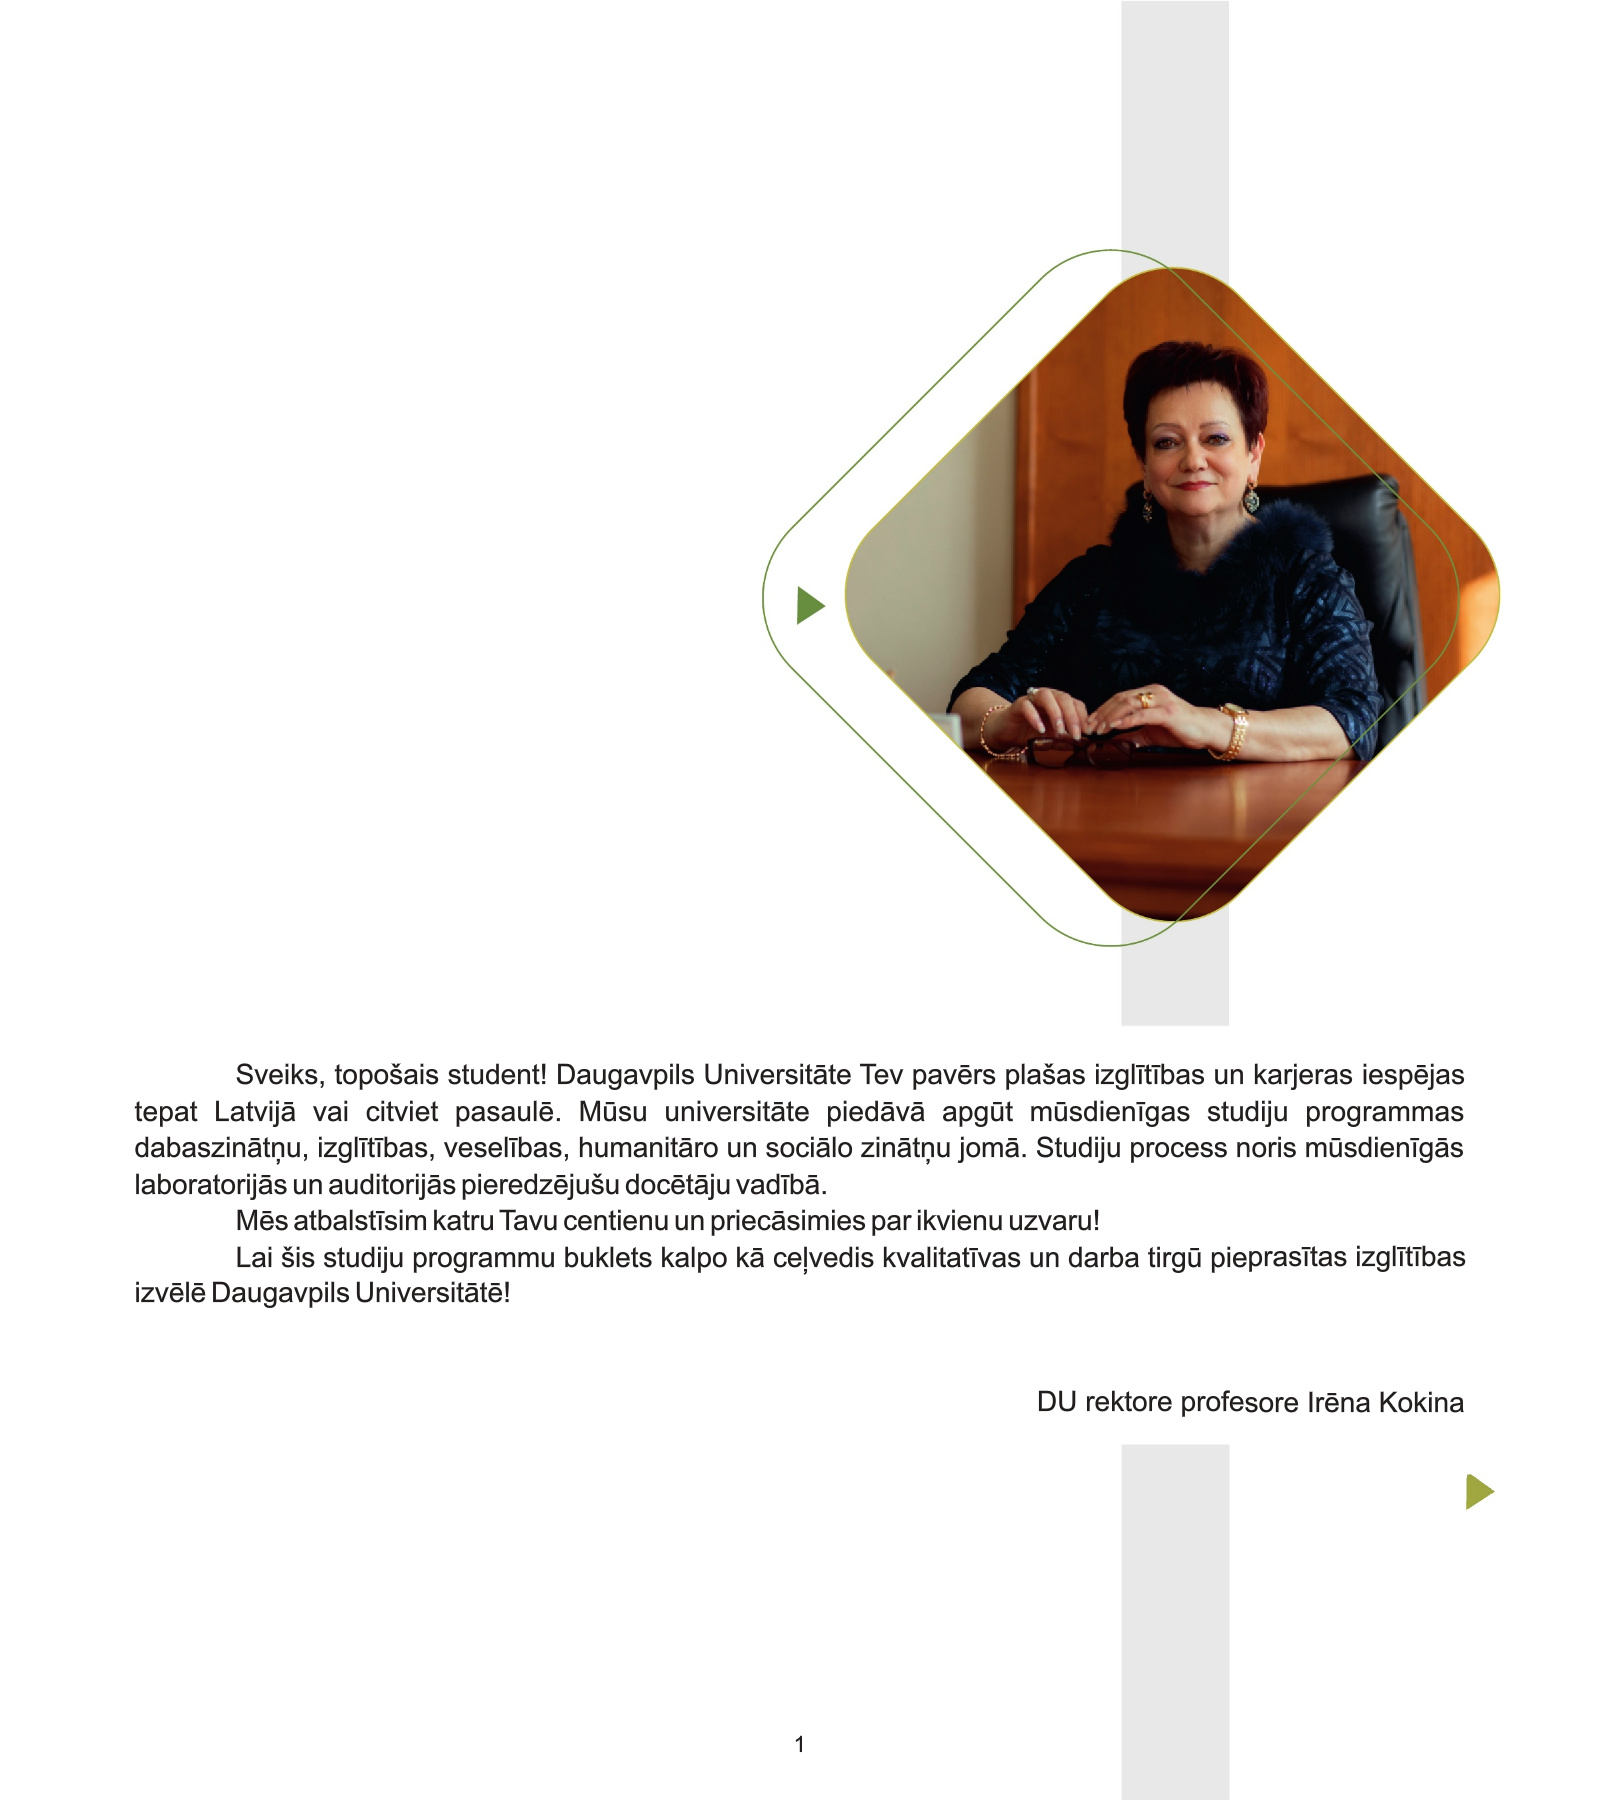 Sveiks, topošais student! Daugavpils Universitāte Tev pavērs plašas izglītības un karjeras iespējas
tepat Latvijā vai citviet pasaulē. Mūsu universitāte piedāvā apgūt mūsdienīgas studiju programmas
dabaszinātņu, izglītības, veselības, humanitāro un sociālo zinātņu jomā. Studiju process noris mūsdienīgās
laboratorijās un auditorijās pieredzējušu docētāju vadībā.
Mēs atbalstīsim katru Tavu centienu un priecāsimies par ikvienu uzvaru!
Lai šis studiju programmu buklets kalpo kā ceļvedis kvalitatīvas un darba tirgū pieprasītas izglītības
izvēlē Daugavpils Universitātē!
DU rektore profesore Irēna Kokina
1